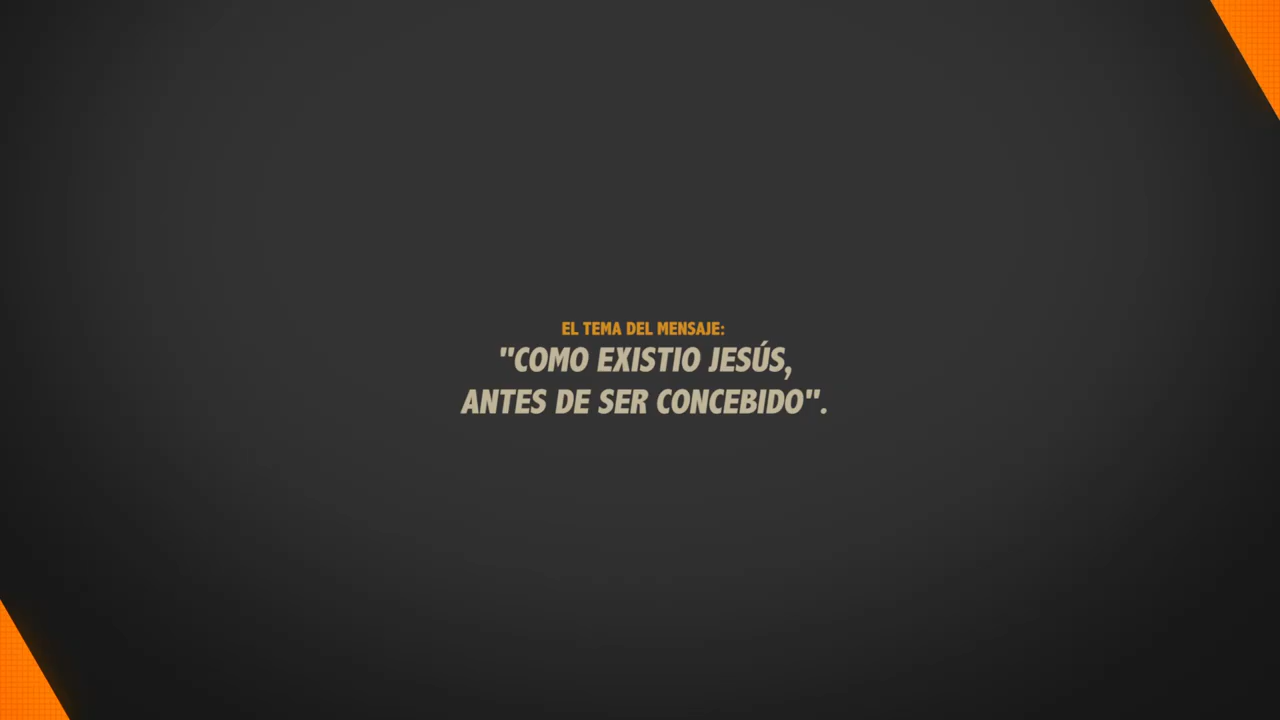 EL TEMA DEL MENSAJE:
"COMO EXISTIO JESÚS,
ANTES DE SER CONCEBIDO".